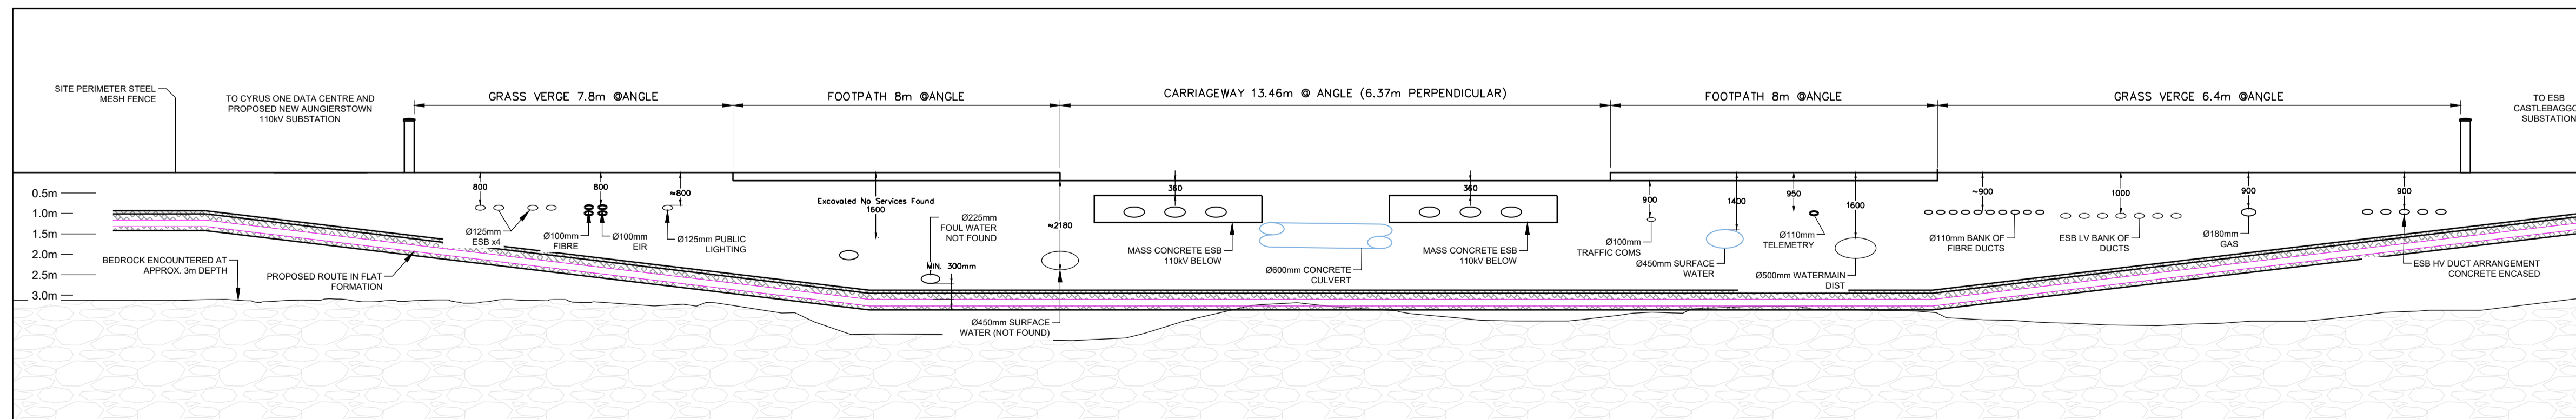 SITE PERIMETER STEEL
MESH FENCE
TO CYRUS ONE DATA CENTRE AND
PROPOSED NEW AUNGIERSTOWN
110kV SUBSTATION
GRASS VERGE 7.8m @ANGLE
FOOTPATH 8m @ANGLE
CARRIAGEWAY 13.46m @ ANGLE (6.37m PERPENDICULAR)
FOOTPATH 8m @ANGLE
GRASS VERGE 6.4m @ANGLE
TO ESB
CASTLEBAGGO
SUBSTATION
0.5m
1.0m
1.5m
2.0m
2.5m
3.0m
BEDROCK ENCOUNTERED AT
APPROX. 3m DEPTH
PROPOSED ROUTE IN FLAT
FORMATION
800
Ø125mm
ESB x4
800
Ø100mm
FIBRE
Ø100mm
EIR
≈800
Ø125mm PUBLIC
LIGHTING
Excavated No Services Found
1600
Ø225mm
FOUL WATER
NOT FOUND
MIN. 300mm
≈2180
Ø450mm SURFACE
WATER (NOT FOUND)
360
MASS CONCRETE ESB
110kV BELOW
Ø600mm CONCRETE
CULVERT
360
MASS CONCRETE ESB
110kV BELOW
900
Ø100mm
TRAFFIC COMS
1400
Ø450mm SURFACE
WATER
950
Ø110mm
TELEMETRY
1600
Ø500mm WATERMAIN
DIST
~900
Ø110mm BANK OF
FIBRE DUCTS
1000
ESB LV BANK OF
DUCTS
900
Ø180mm
GAS
900
ESB HV DUCT ARRANGEMENT
CONCRETE ENCASED